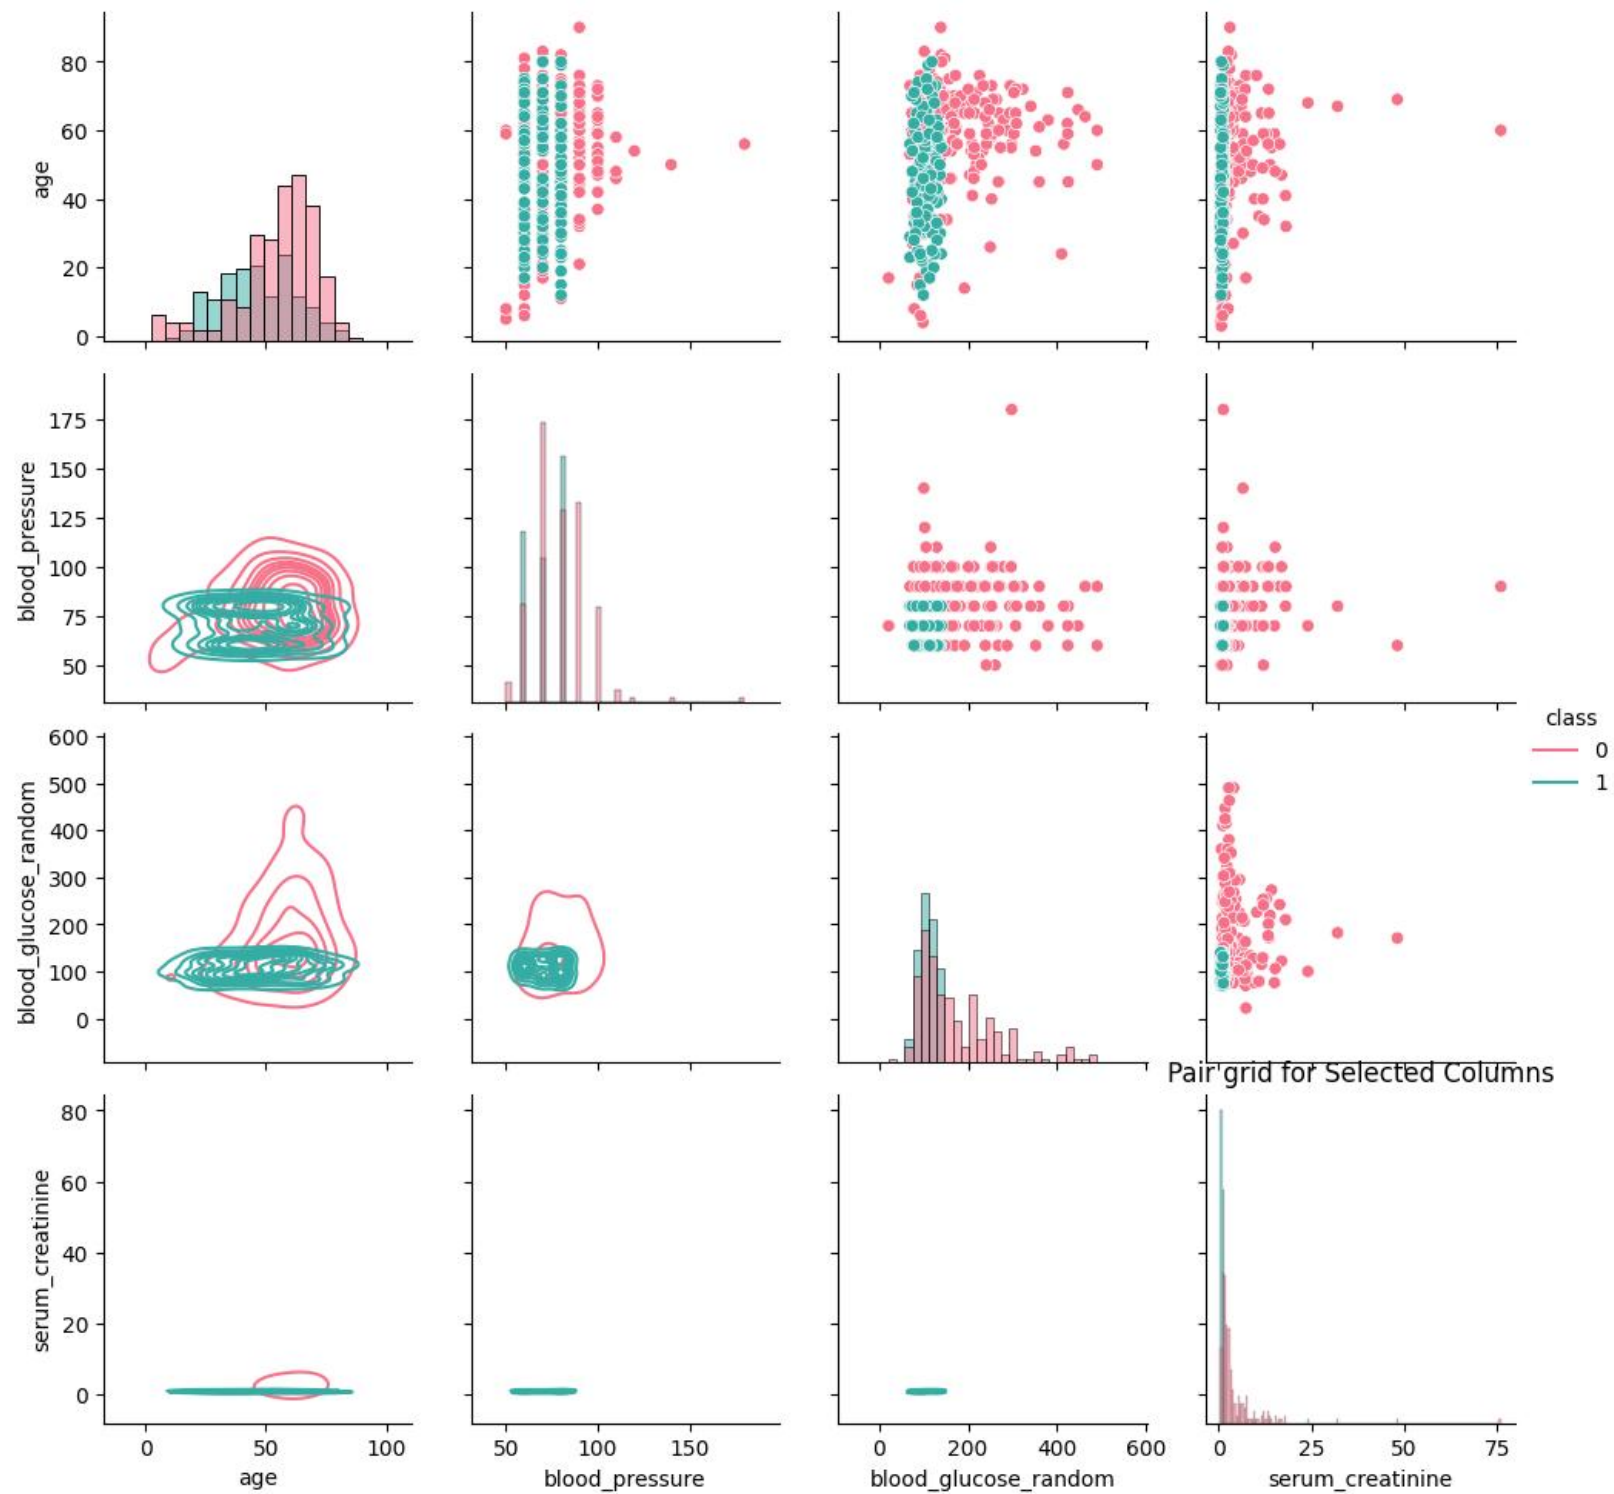 80
60
40
20
0
age
175
150
125
100
75
50
blood_pressure
class
0
1
600
500
400
300
200
100
0
blood_glucose_random
Pair grid for Selected Columns
80
60
40
20
0
serum_creatinine
0 50 100
50 100 150
0 200 400 600
0 25 50 75
age
blood_pressure
blood_glucose_random
serum_creatinine